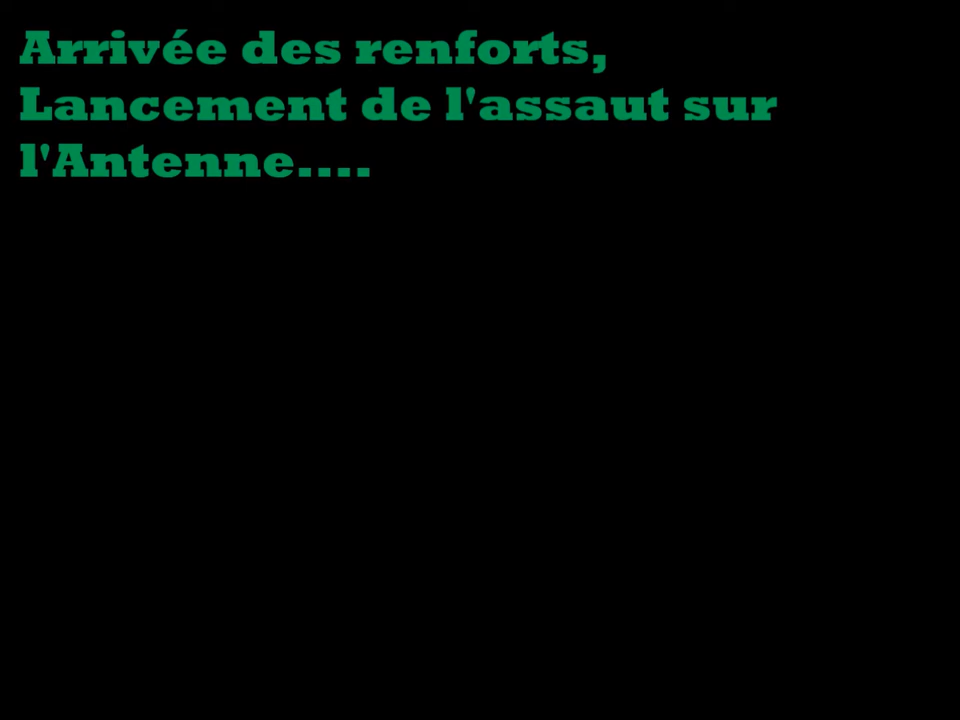 Arrivée des renforts,
Lancement de l'assaut sur
l'Antenne....